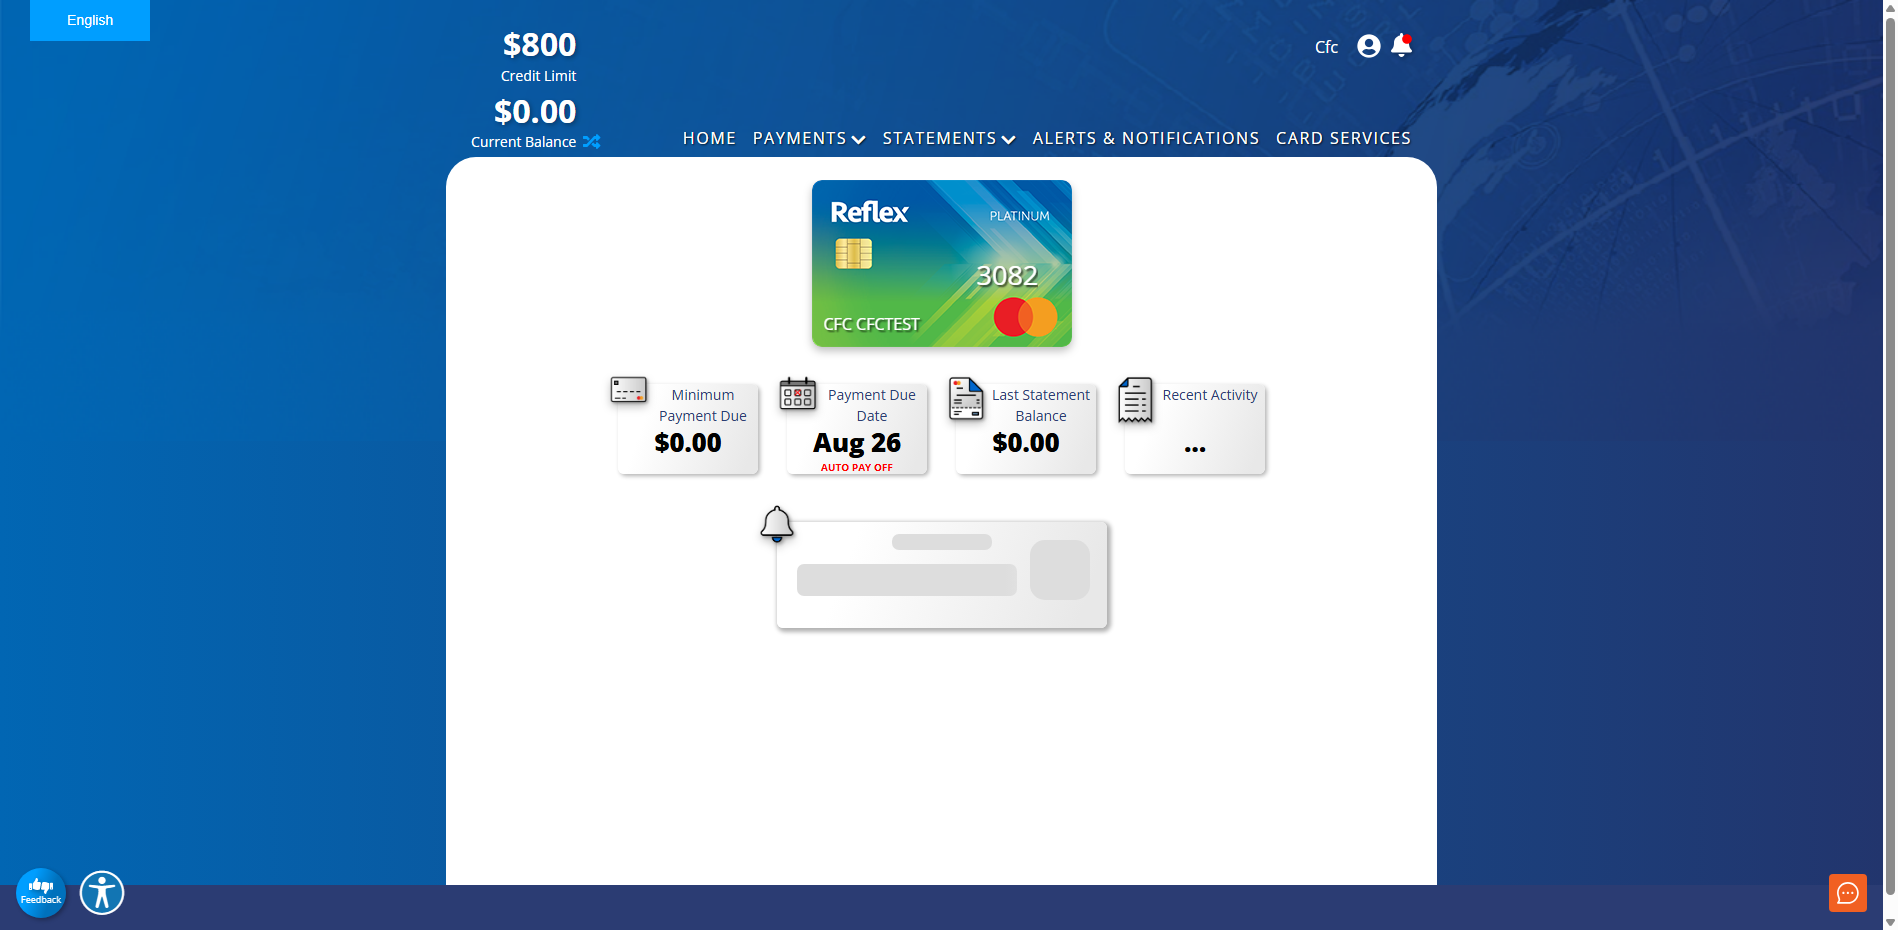 English
$800
Credit Limit
$0.00
Current Balance
Cfc
HOME PAYMENTS STATEMENTS ALERTS & NOTIFICATIONS CARD SERVICES
Reflex
PLATINUM
3082
CFC CFCTEST
Minimum
Payment Due
$0.00
Payment Due
Date
Aug 26
AUTO PAY OFF
Last Statement
Balance
$0.00
Recent Activity
...
Feedback